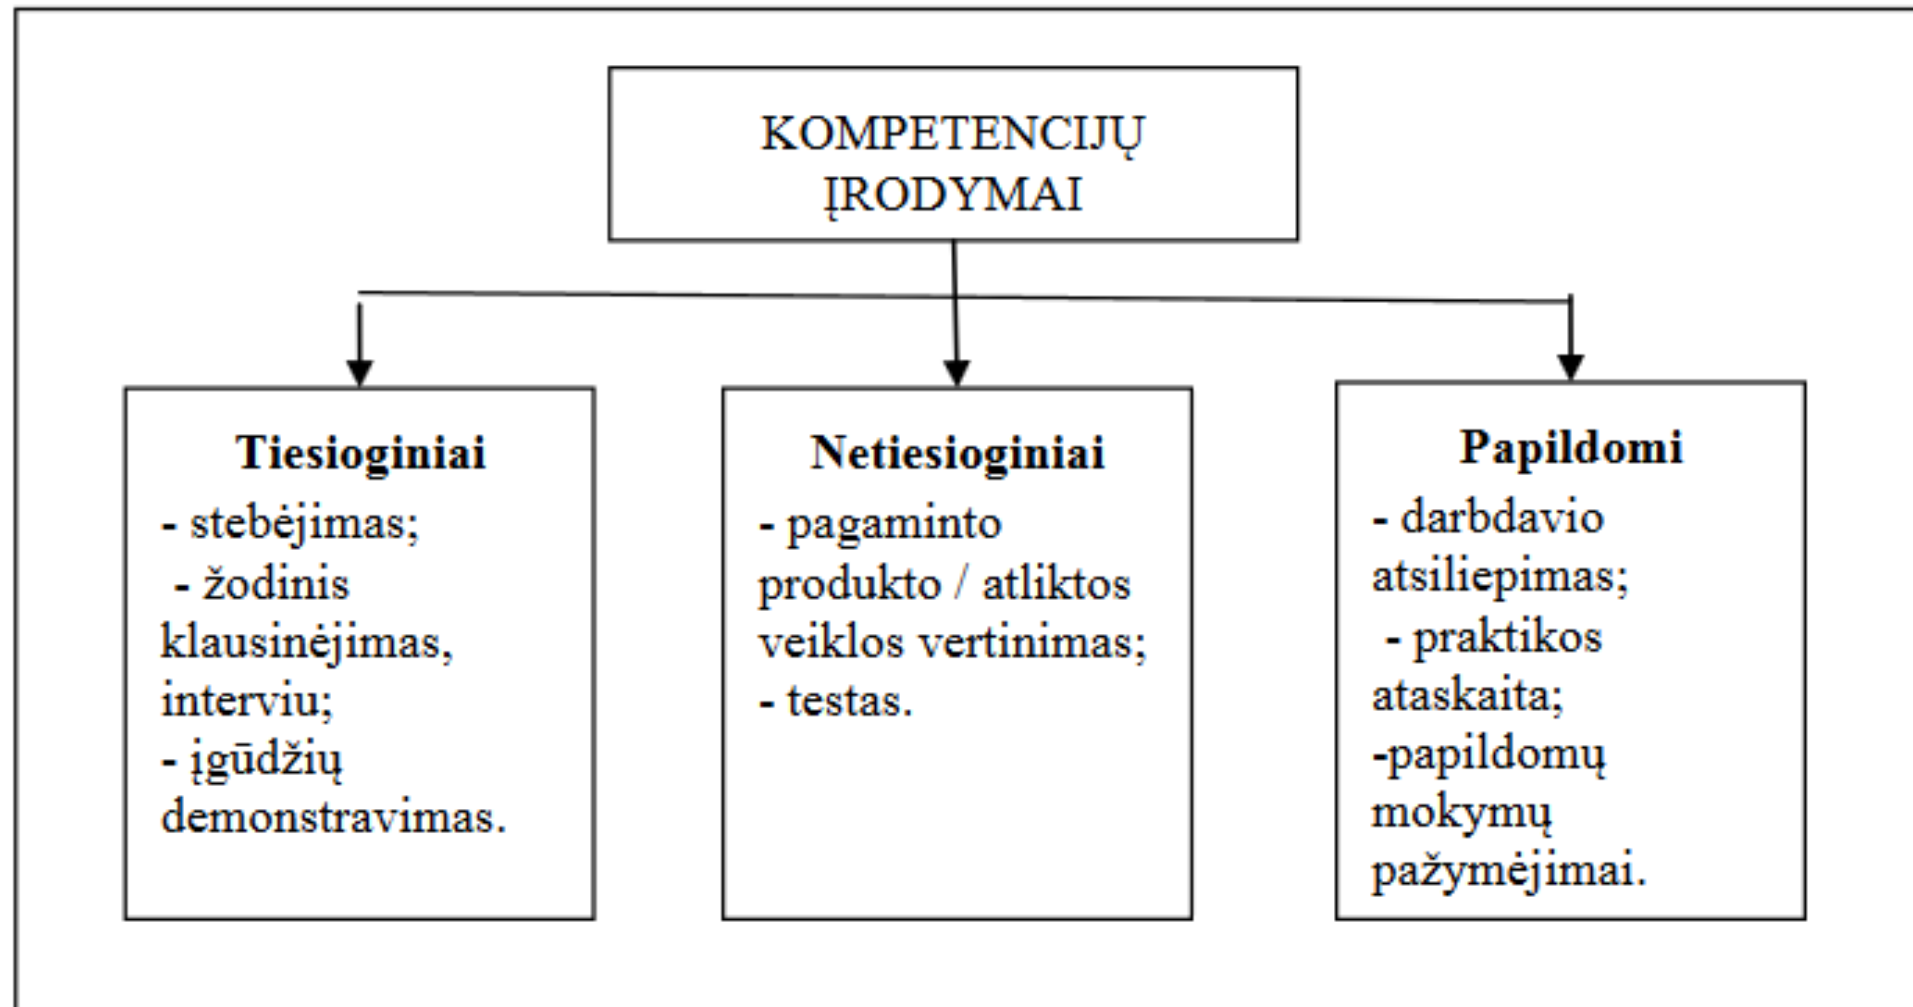 KOMPETENCIJŲ
ĮRODYMAI
Tiesioginiai
- stebėjimas;
- žodinis
klausinėjimas,
interviu;
- įgūdžių
demonstravimas.
Netiesioginiai
- pagaminto
produkto / atliktos
veiklos vertinimas;
- testas.
Papildomi
- darbdavio
atsiliepimas;
- praktikos
ataskaita;
-papildomų
mokymų
pažymėjimai.